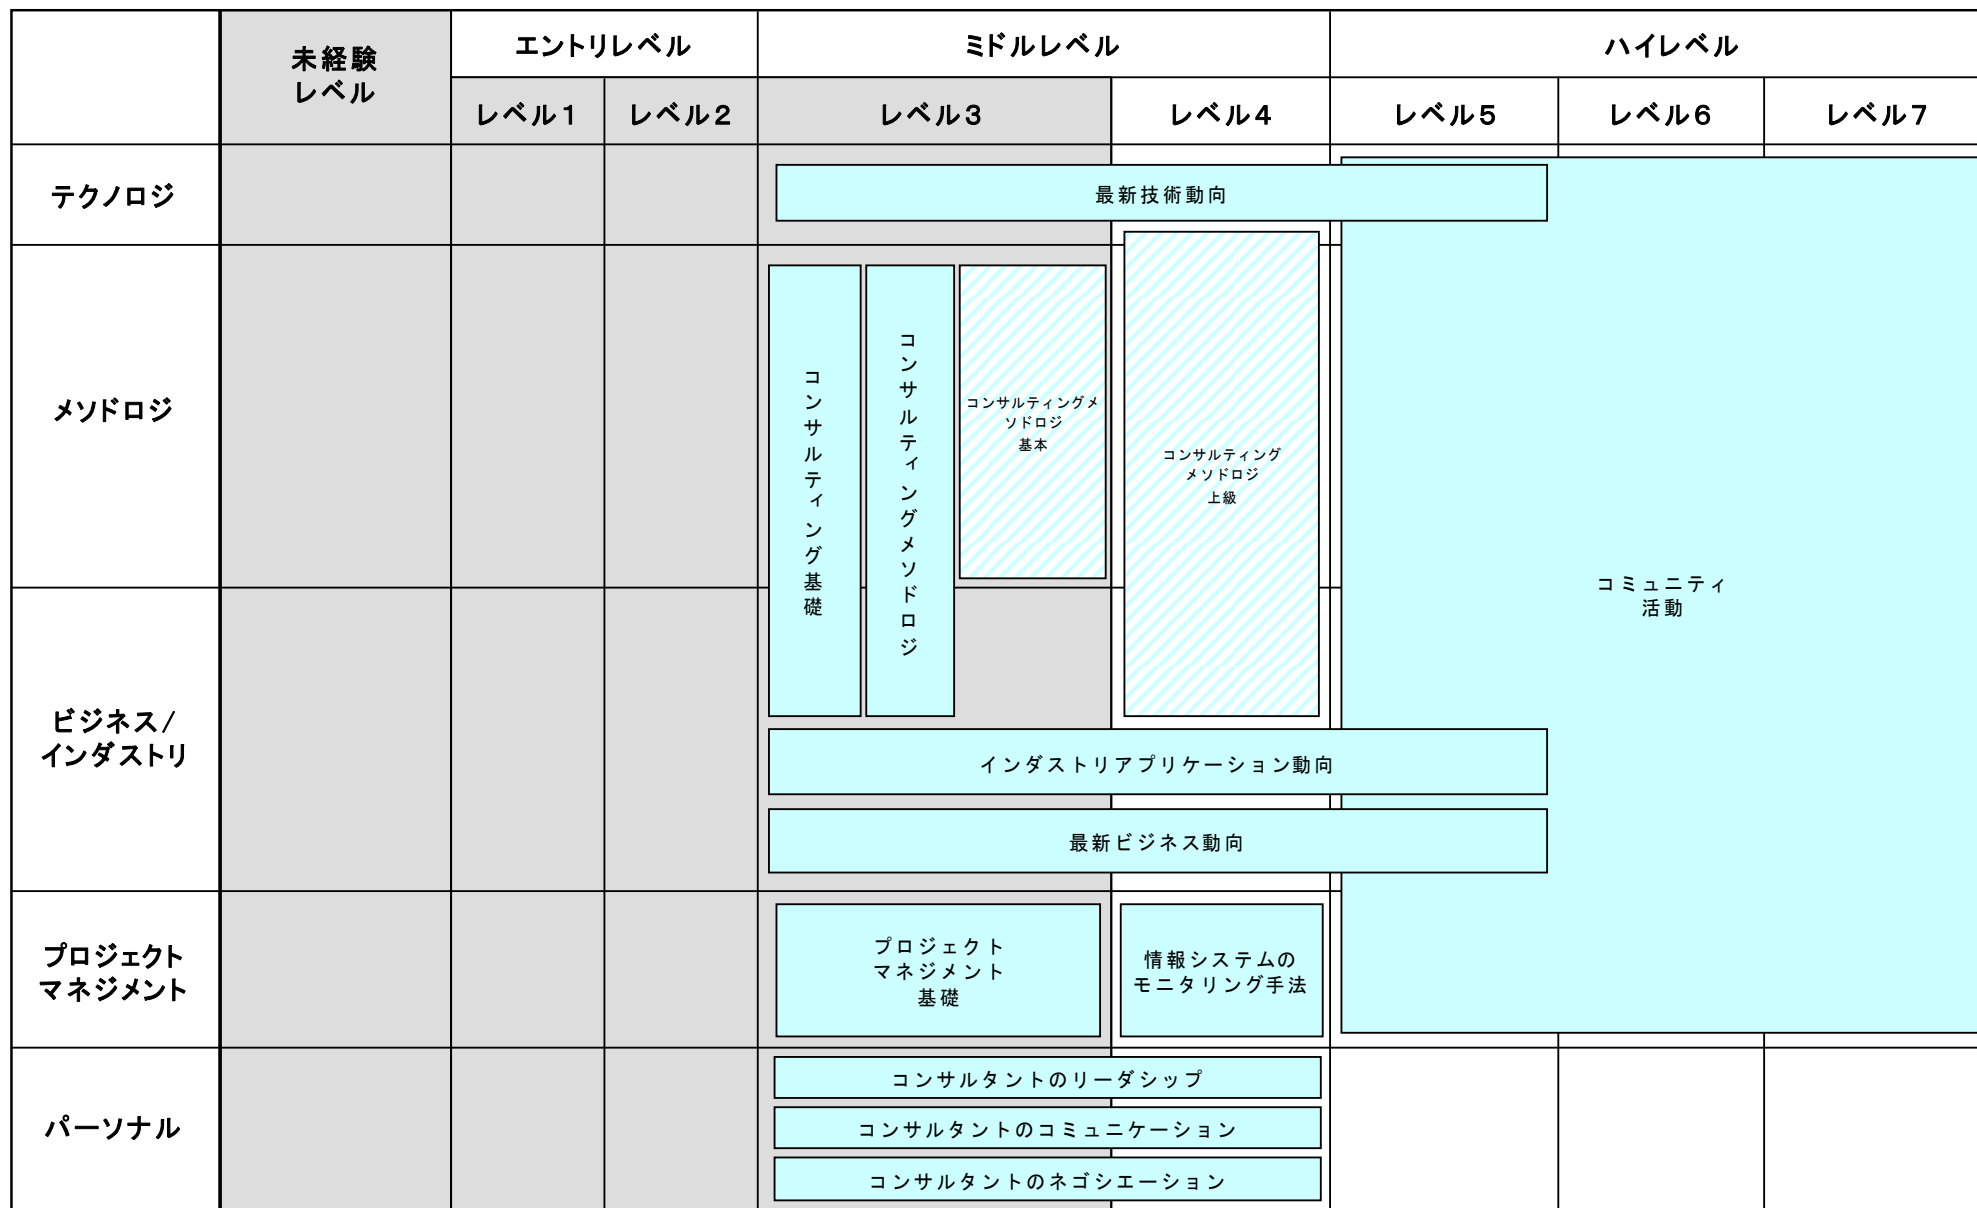 未経験
レベル
エントリレベル
ミドルレベル
ハイレベル
レベル1
レベル2
レベル3
レベル4
レベル5
レベル6
レベル7
テクノロジ
最新技術動向
メソドロジ
コンサルティング基礎
コンサルティングメソドロジ
コンサルティングメ
ソドロジ
基本
コンサルティング
メソドロジ
上級
コミュニティ
活動
ビジネス/
インダストリ
インダストリアプリケーション動向
最新ビジネス動向
プロジェクト
マネジメント
プロジェクト
マネジメント
基礎
情報システムの
モニタリング手法
パーソナル
コンサルタントのリーダシップ
コンサルタントのコミュニケーション
コンサルタントのネゴシエーション